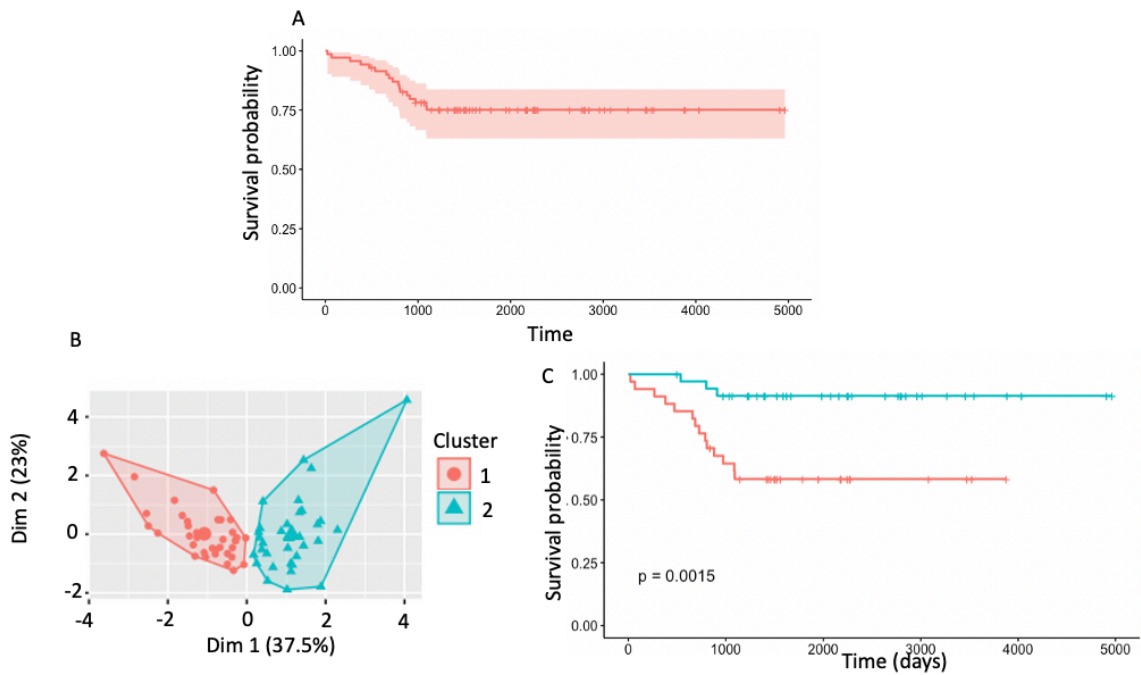 A
1.00
0.75
0.50
0.25
0.00
Survival probability
0 1000 2000 3000 4000 5000
Time
B
4
2
0
-2
Dim 2 (23%)
-4 -2 0 2 4
Dim 1 (37.5%)
Cluster
1
2
C
1.00
0.75
0.50
0.25
0.00
Survival probability
p = 0.0015
0 1000 2000 3000 4000 5000
Time (days)